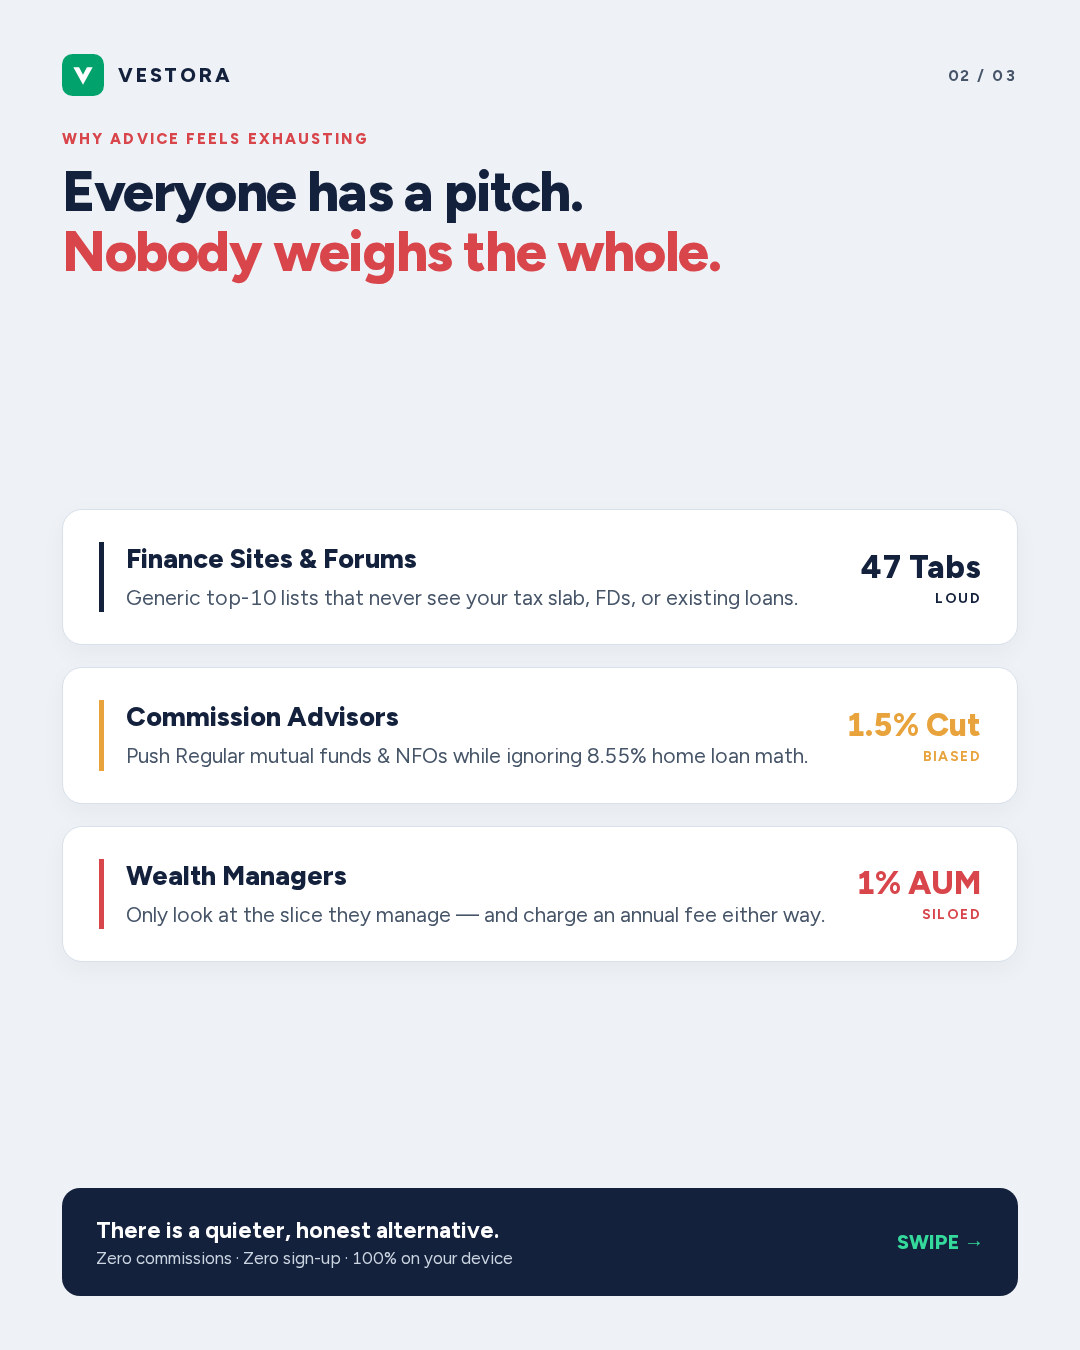 VESTORA
02 / 03
WHY ADVICE FEELS EXHAUSTING
Everyone has a pitch.
Nobody weighs the whole.
Finance Sites & Forums
Generic top-10 lists that never see your tax slab, FDs, or existing loans.
47 Tabs
LOUD
Commission Advisors
Push Regular mutual funds & NFOs while ignoring 8.55% home loan math.
1.5% Cut
BIASED
Wealth Managers
Only look at the slice they manage — and charge an annual fee either way.
1% AUM
SILOED
There is a quieter, honest alternative.
Zero commissions · Zero sign-up · 100% on your device
SWIPE →